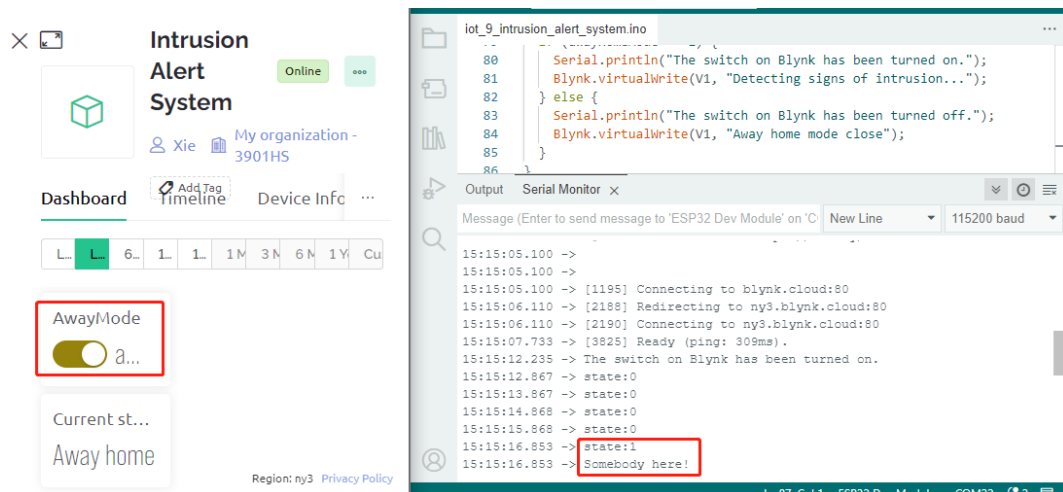 Intrusion
Alert
System
Online
Xie
My organization -
3901HS
Add Tag
Dashboard
Timeline
Device Info
L...
L...
6...
1...
1...
1 M
3 M
6 M
1 Y
Cu
AwayMode
a...
Current st...
Away home
Region: ny3 Privacy Policy
iot_9_intrusion_alert_system.ino
80 Serial.println("The switch on Blynk has been turned on.");
81 Blynk.virtualWrite(V1, "Detecting signs of intrusion...");
82 } else {
83 Serial.println("The switch on Blynk has been turned off.");
84 Blynk.virtualWrite(V1, "Away home mode close");
85 }
86 }
Output Serial Monitor
Message (Enter to send message to 'ESP32 Dev Module' on 'C New Line 115200 baud
15:15:05.100 ->
15:15:05.100 ->
15:15:05.100 -> [1195] Connecting to blynk.cloud:80
15:15:06.110 -> [2188] Redirecting to ny3.blynk.cloud:80
15:15:06.110 -> [2190] Connecting to ny3.blynk.cloud:80
15:15:07.733 -> [3825] Ready (ping: 309ms).
15:15:12.235 -> The switch on Blynk has been turned on.
15:15:12.867 -> state:0
15:15:13.867 -> state:0
15:15:14.868 -> state:0
15:15:15.868 -> state:0
15:15:16.853 -> state:1
15:15:16.853 -> Somebody here!